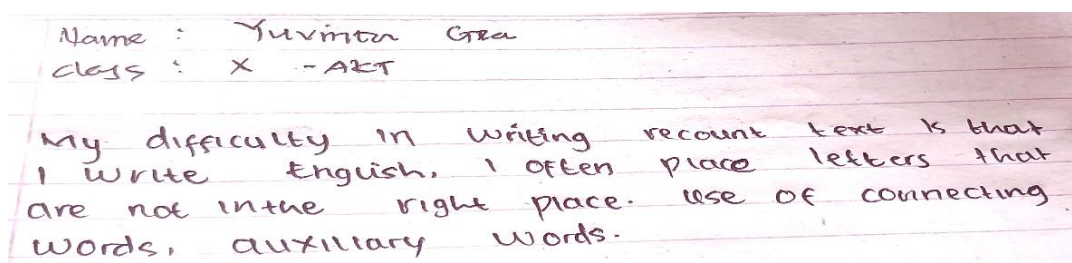 Name : Yuvinta Gea
class : X - AKT
My difficulty in writing recount text is that
I write English, I often place letters that
are not in the right place. use of connecting
words, auxiliary words.